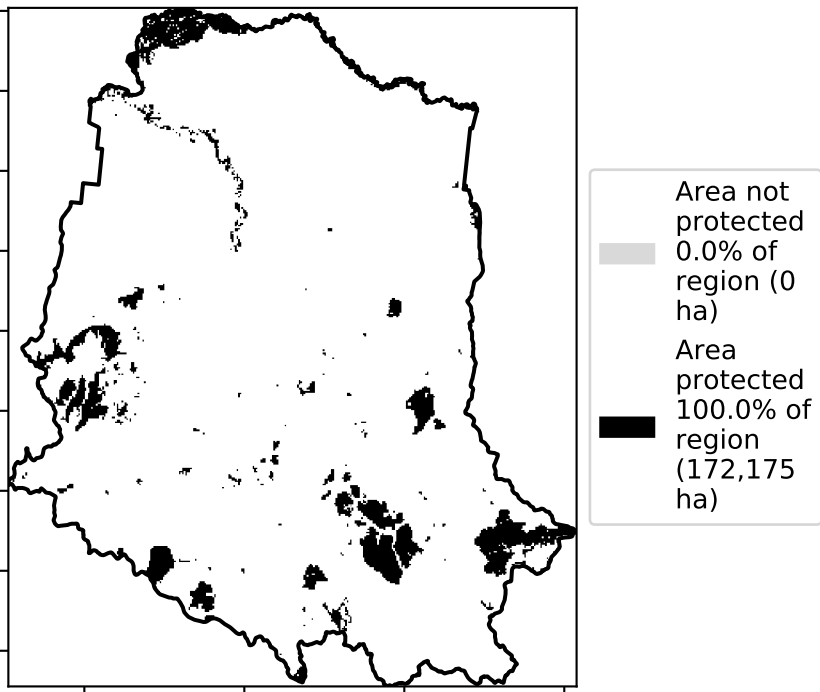 Area not
protected
0.0% of
region (0
ha)
Area
protected
100.0% of
region
(172,175
ha)